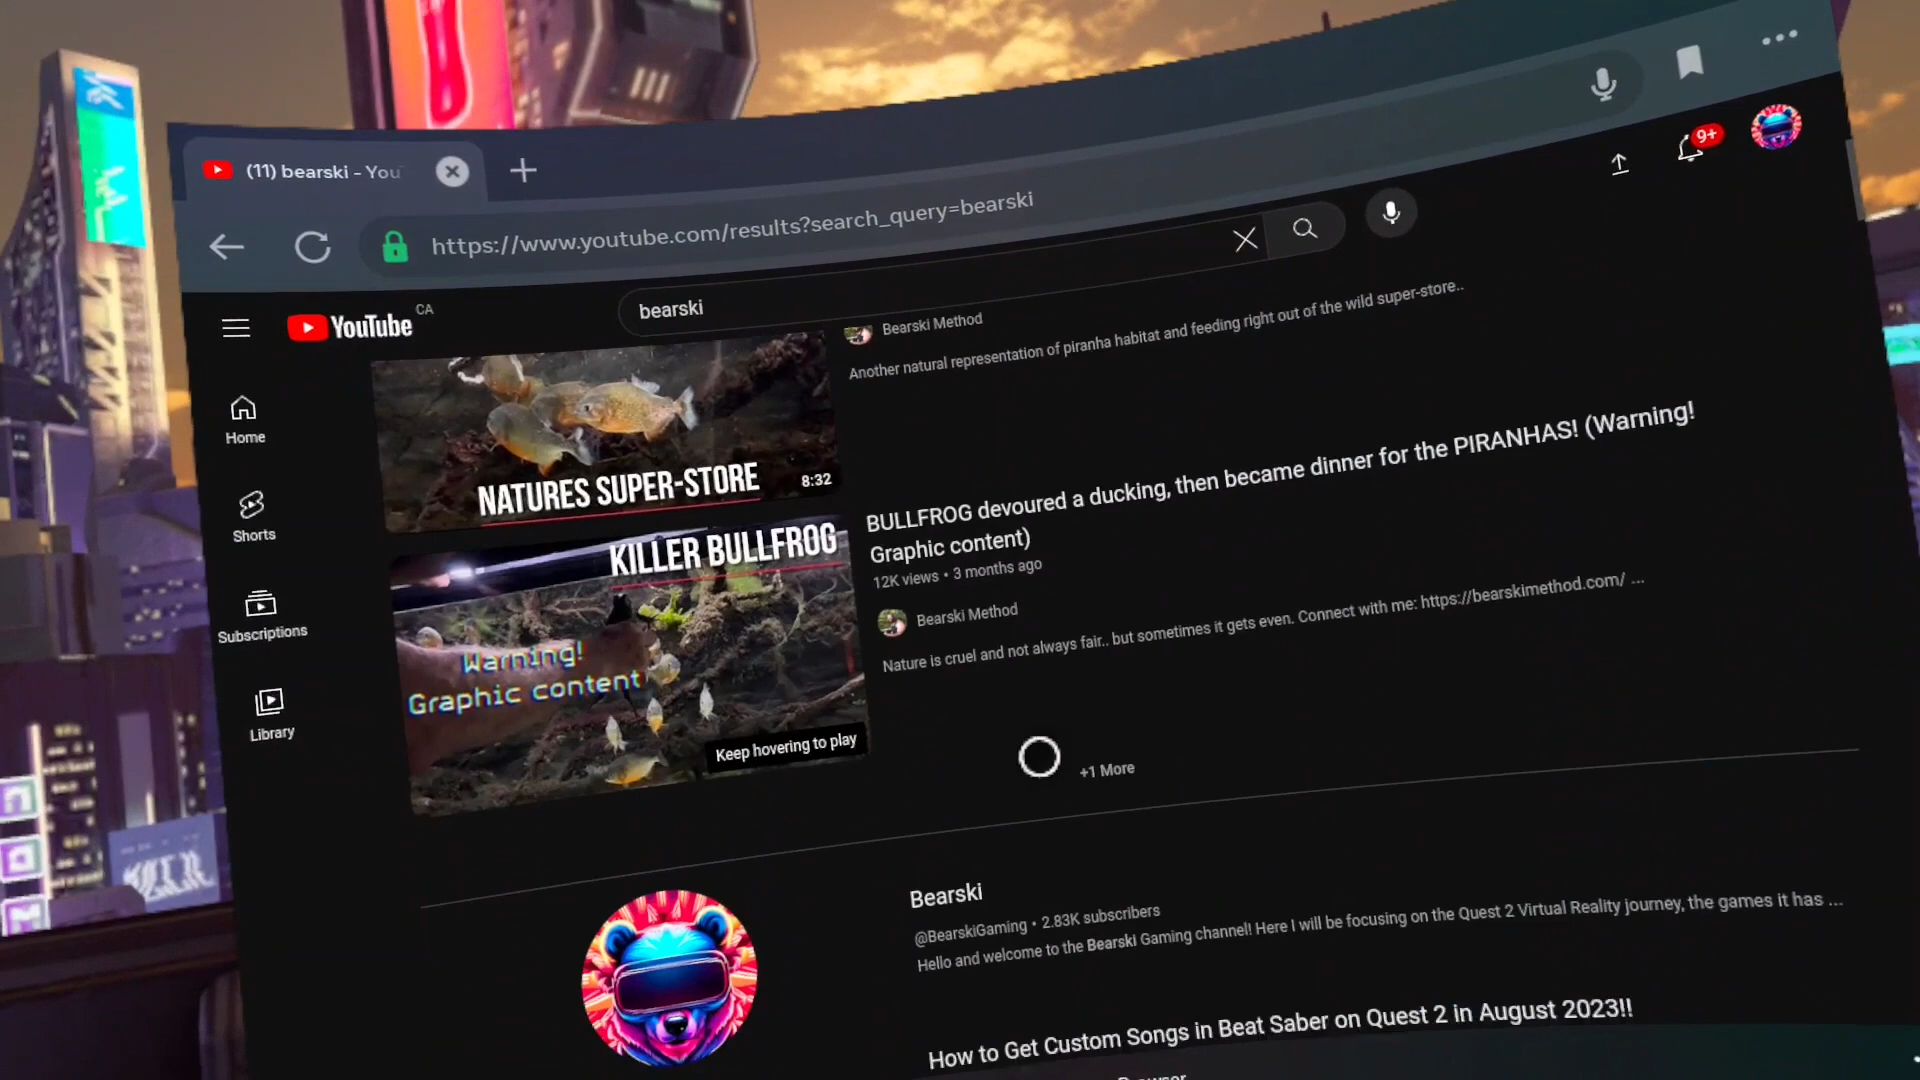 (11) bearski - You
https://www.youtube.com/results?search_query=bearski
9+
YouTube CA
bearski
Home
Shorts
Subscriptions
Library
NATURES SUPER-STORE
8:32
Bearski Method
Another natural representation of piranha habitat and feeding right out of the wild super-store..
KILLER BULLFROG
Warning!
Graphic content
Keep hovering to play
BULLFROG devoured a ducking, then became dinner for the PIRANHAS! (Warning!
Graphic content)
12K views • 3 months ago
Bearski Method
Nature is cruel and not always fair.. but sometimes it gets even. Connect with me: https://bearskimethod.com/ ...
+1 More
Bearski
@BearskiGaming • 2.83K subscribers
Hello and welcome to the Bearski Gaming channel! Here I will be focusing on the Quest 2 Virtual Reality journey, the games it has ...
How to Get Custom Songs in Beat Saber on Quest 2 in August 2023!!
Browser